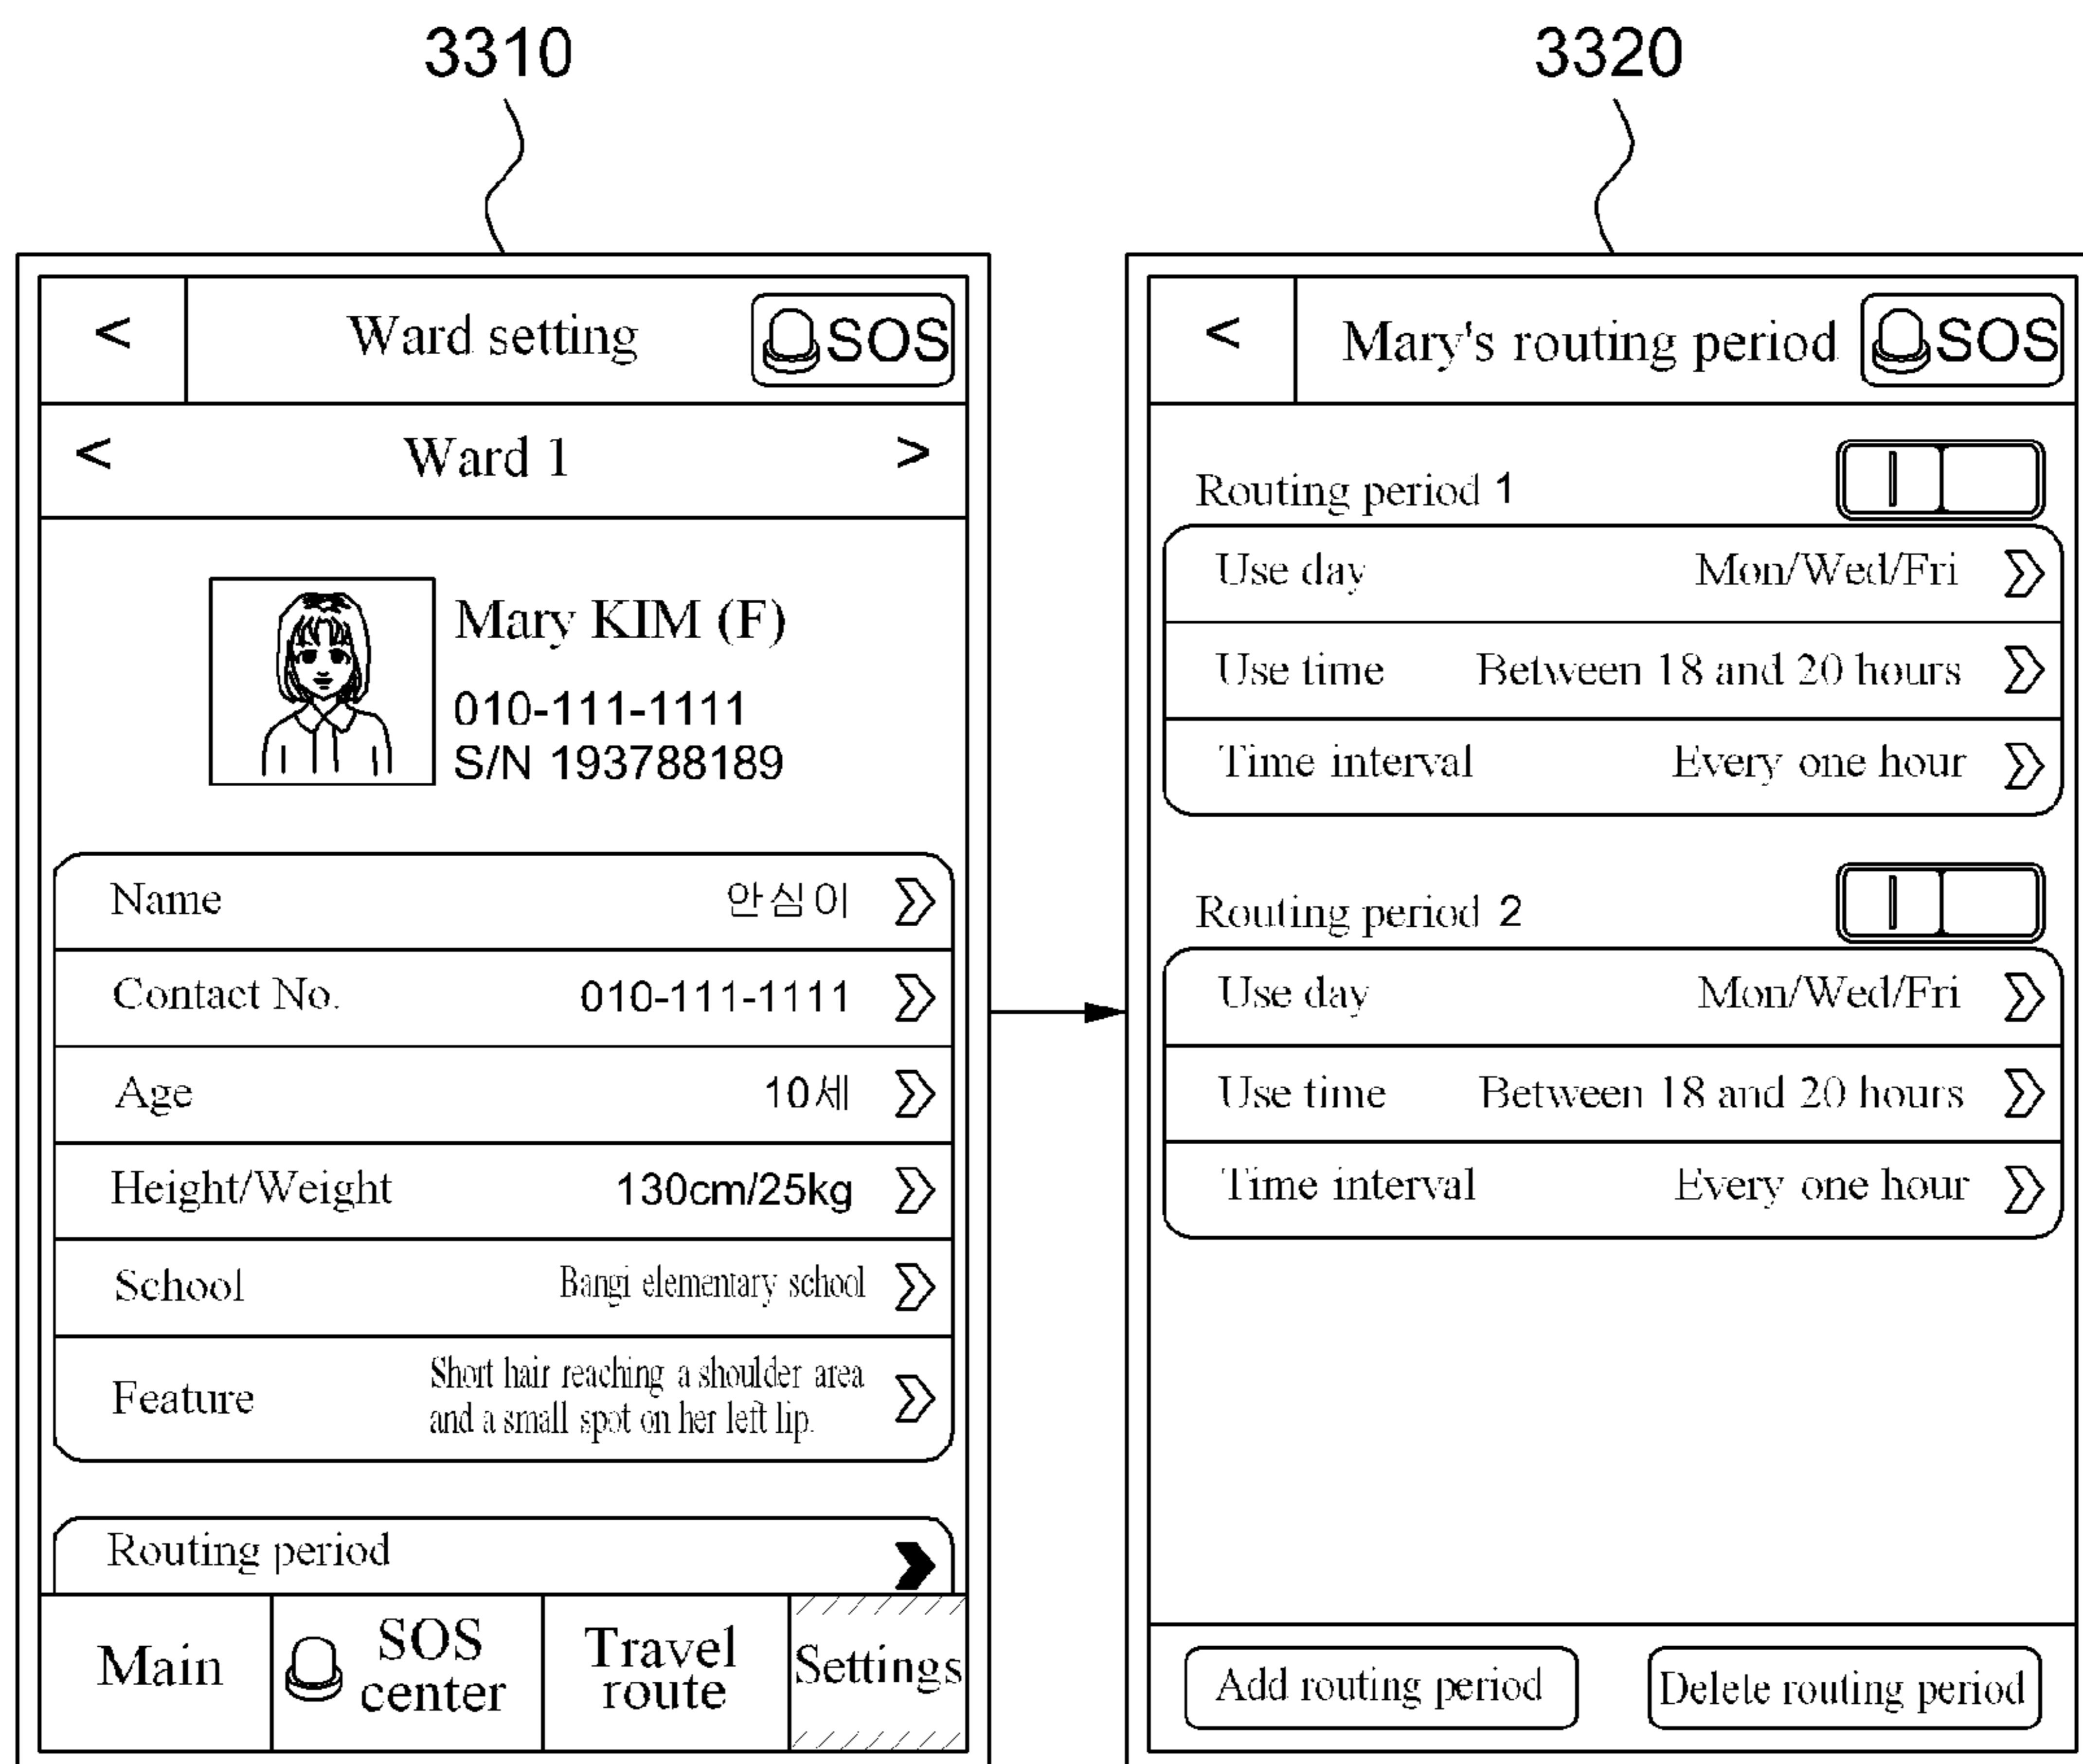 3310
< Ward setting SOS
< Ward 1 >
Mary KIM (F)
010-111-1111
S/N 193788189
Name 안심이
Contact No. 010-111-1111
Age 10세
Height/Weight 130cm/25kg
School Bangi elementary school
Feature Short hair reaching a shoulder area
and a small spot on her left lip.
Routing period
Main SOS center Travel route Settings
3320
< Mary's routing period SOS
Routing period 1
Use day Mon/Wed/Fri
Use time Between 18 and 20 hours
Time interval Every one hour
Routing period 2
Use day Mon/Wed/Fri
Use time Between 18 and 20 hours
Time interval Every one hour
Add routing period Delete routing period